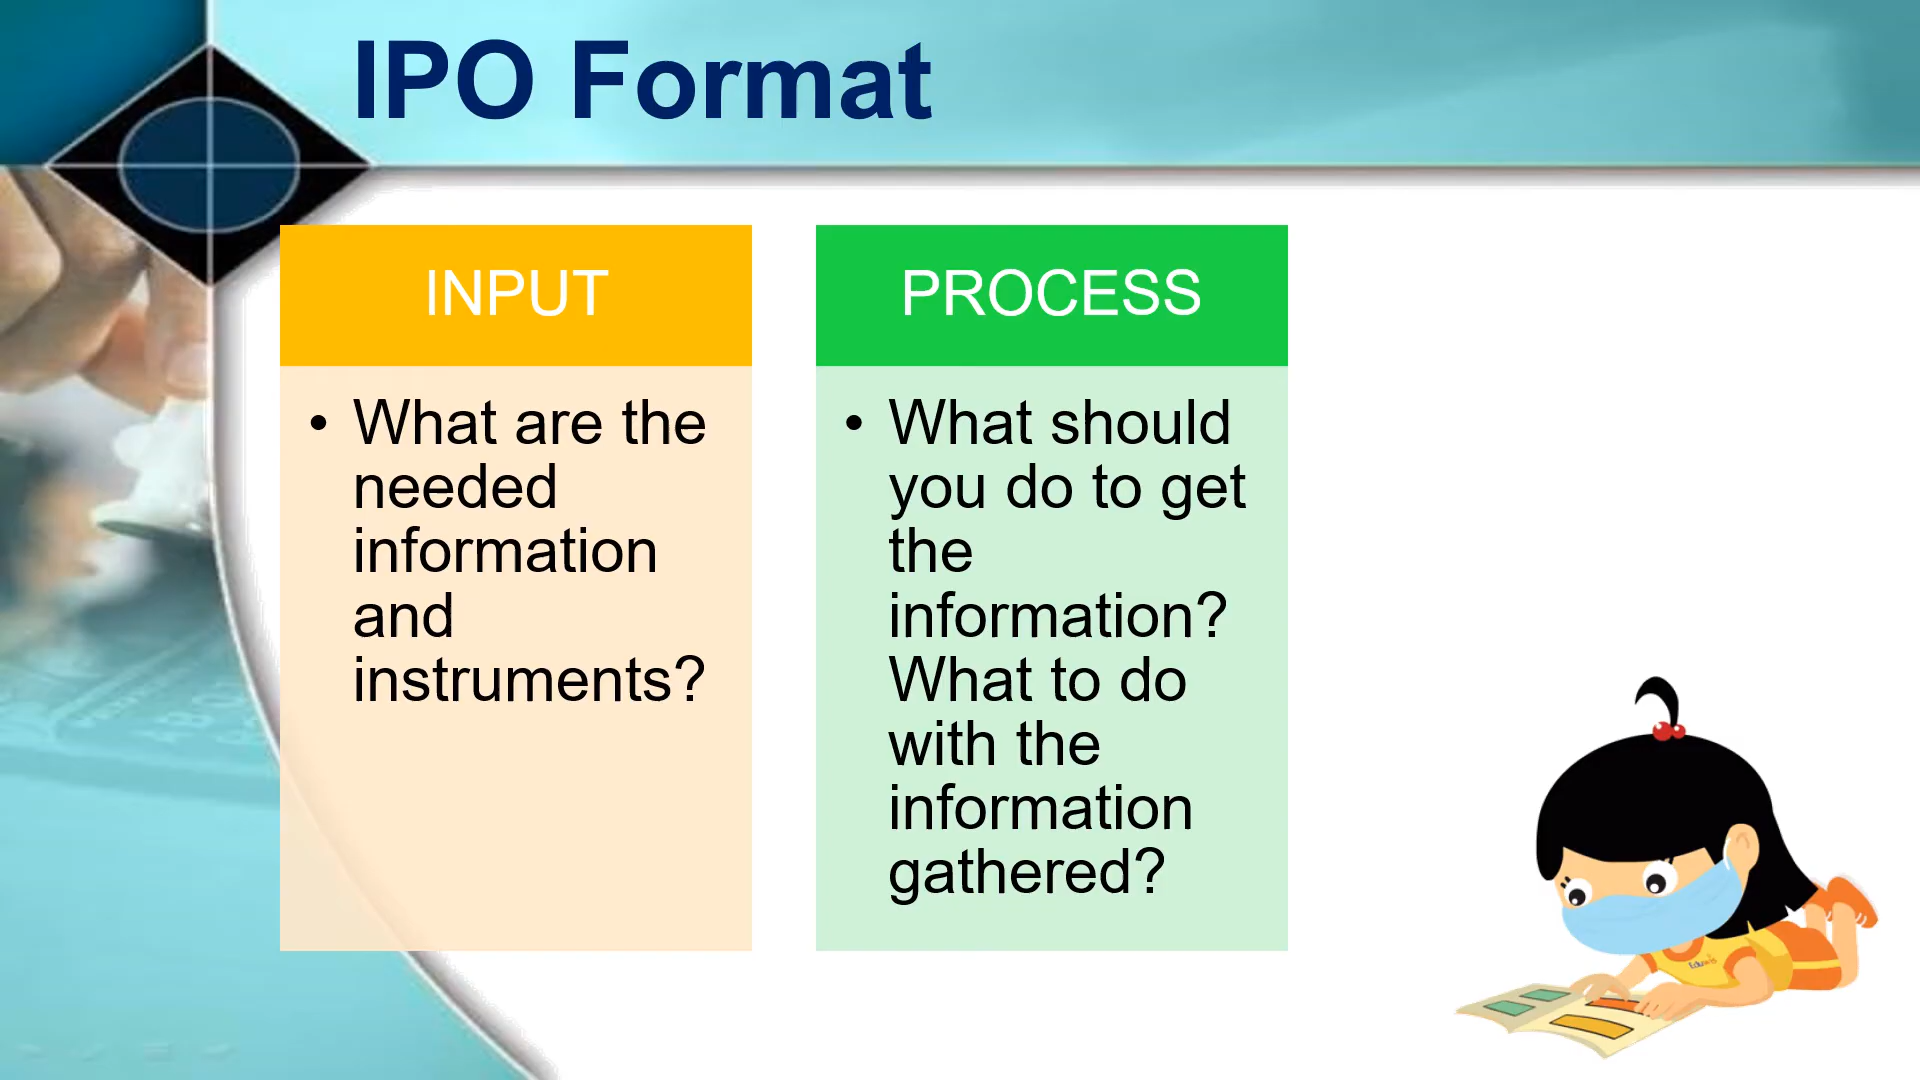 IPO Format
INPUT
• What are the
needed
information
and
instruments?
PROCESS
• What should
you do to get
the
information?
What to do
with the
information
gathered?